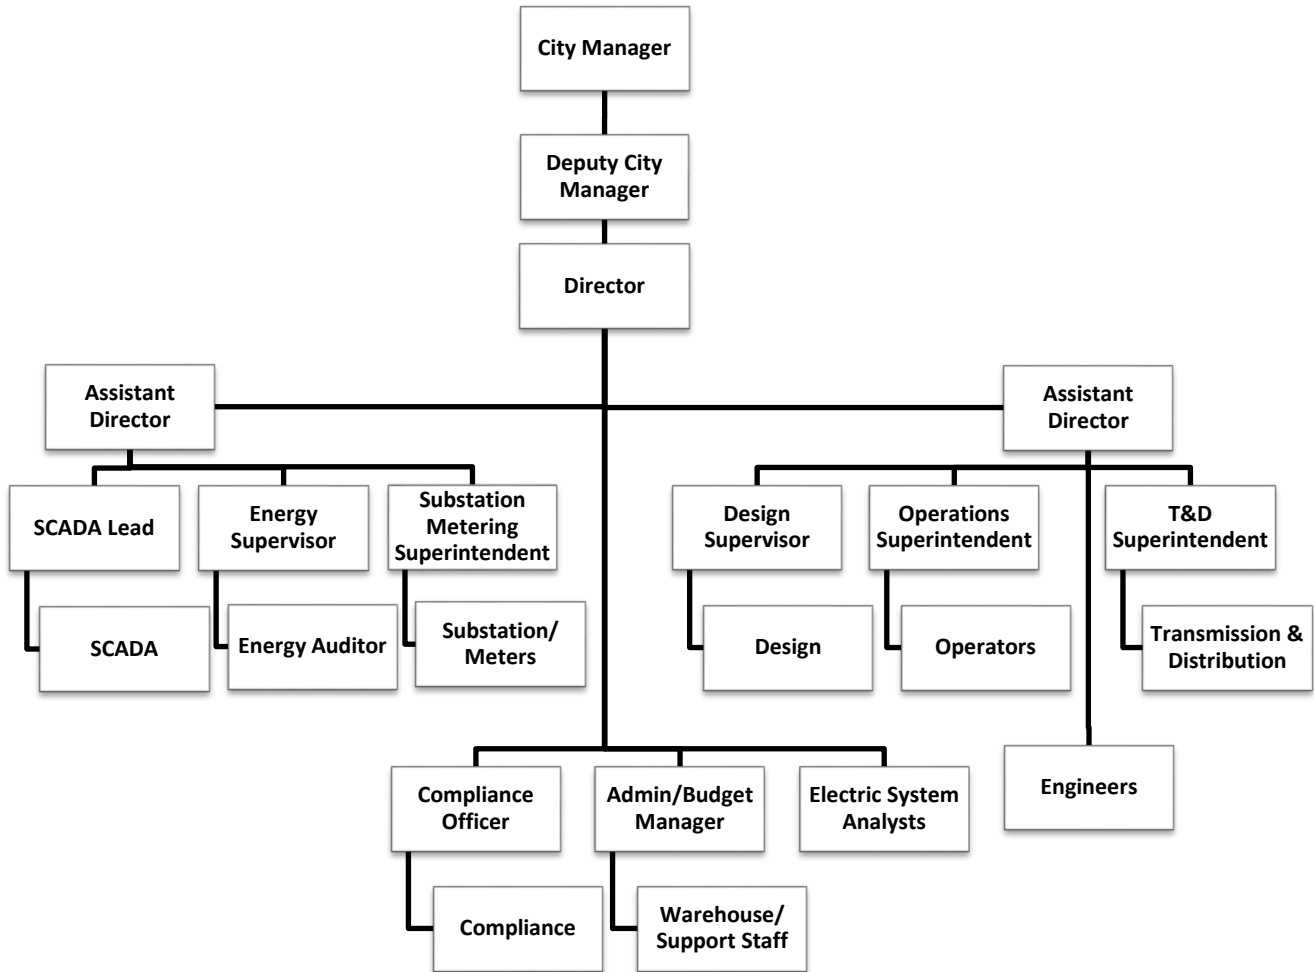 City Manager
Deputy City
Manager
Director
Assistant
Director
Assistant
Director
SCADA Lead
Energy
Supervisor
Substation
Metering
Superintendent
Design
Supervisor
Operations
Superintendent
T&D
Superintendent
SCADA
Energy Auditor
Substation/
Meters
Design
Operators
Transmission &
Distribution
Compliance
Officer
Admin/Budget
Manager
Electric System
Analysts
Engineers
Compliance
Warehouse/
Support Staff